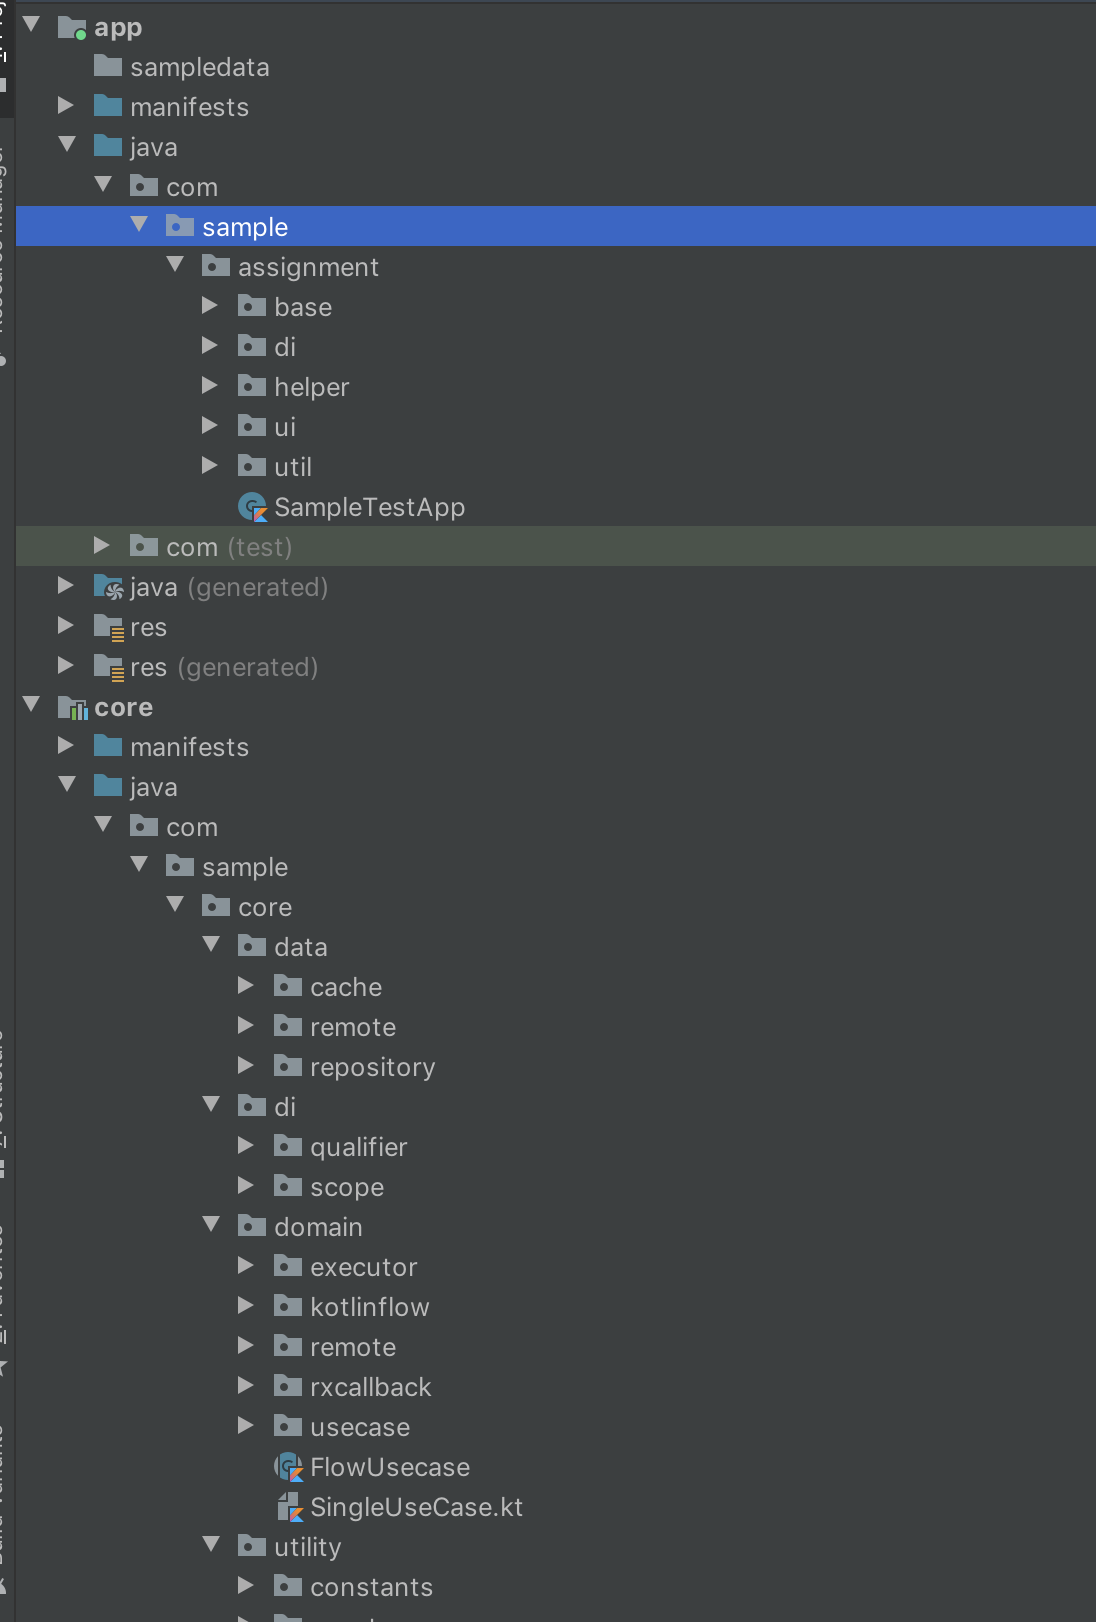 app
sampledata
manifests
java
com
sample
assignment
base
di
helper
ui
util
SampleTestApp
com (test)
java (generated)
res
res (generated)
core
manifests
java
com
sample
core
data
cache
remote
repository
di
qualifier
scope
domain
executor
kotlinflow
remote
rxcallback
usecase
FlowUsecase
SingleUseCase.kt
utility
constants